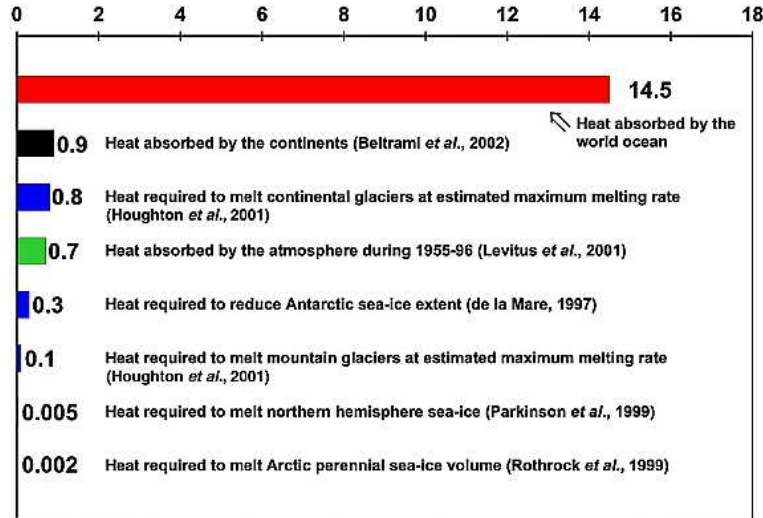 0 2 4 6 8 10 12 14 16 18
14.5
Heat absorbed by the
world ocean
0.9 Heat absorbed by the continents (Beltrami et al., 2002)
0.8 Heat required to melt continental glaciers at estimated maximum melting rate
(Houghton et al., 2001)
0.7 Heat absorbed by the atmosphere during 1955-96 (Levitus et al., 2001)
0.3 Heat required to reduce Antarctic sea-ice extent (de la Mare, 1997)
0.1 Heat required to melt mountain glaciers at estimated maximum melting rate
(Houghton et al., 2001)
0.005 Heat required to melt northern hemisphere sea-ice (Parkinson et al., 1999)
0.002 Heat required to melt Arctic perennial sea-ice volume (Rothrock et al., 1999)